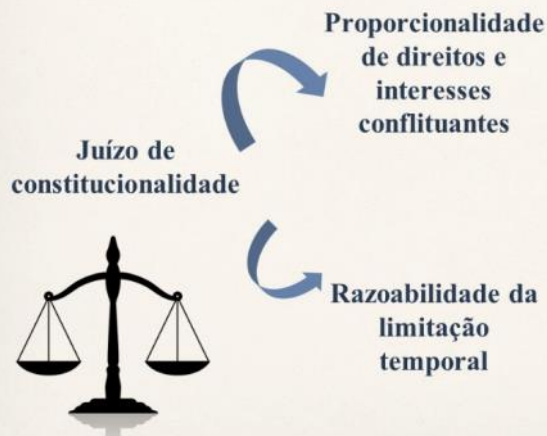 Proporcionalidade
de direitos e
interesses
conflituantes
Juízo de
constitucionalidade
Razoabilidade da
limitação
temporal